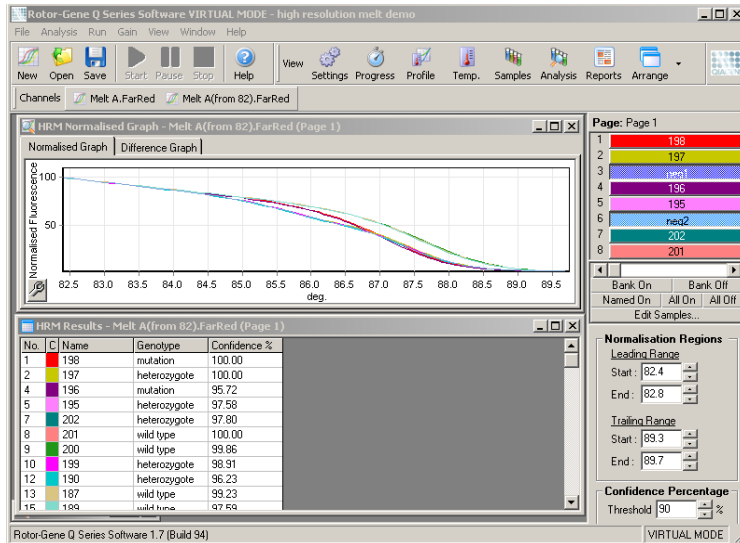 Rotor-Gene Q Series Software VIRTUAL MODE - high resolution melt demo
File Analysis Run Gain View Window Help
New Open Save Start Pause Stop Help View Settings Progress Profile Temp. Samples Analysis Reports Arrange
Channels Melt A.FarRed Melt A(from 82).FarRed
HRM Normalised Graph - Melt A(from 82).FarRed (Page 1)
Normalised Graph Difference Graph
Normalised Fluorescence
100
50
82.5 83.0 83.5 84.0 84.5 85.0 85.5 86.0 86.5 87.0 87.5 88.0 88.5 89.0 89.5
deg.
HRM Results - Melt A(from 82).FarRed (Page 1)
No. C Name Genotype Confidence %
1 198 mutation 100.00
2 197 heterozygote 100.00
4 196 mutation 95.72
5 195 heterozygote 97.58
7 202 heterozygote 97.80
8 201 wild type 100.00
9 200 wild type 99.86
10 199 heterozygote 98.91
12 190 heterozygote 96.23
13 187 wild type 99.23
15 189 wild type 97.59
Page: Page 1
1 198
2 197
3 neg1
4 196
5 195
6 neg2
7 202
8 201
Bank On Bank Off
Named On All On All Off
Edit Samples...
Normalisation Regions
Leading Range
Start: 82.4
End: 82.8
Trailing Range
Start: 89.3
End: 89.7
Confidence Percentage
Threshold 90 %
Rotor-Gene Q Series Software 1.7 (Build 94)
VIRTUAL MODE